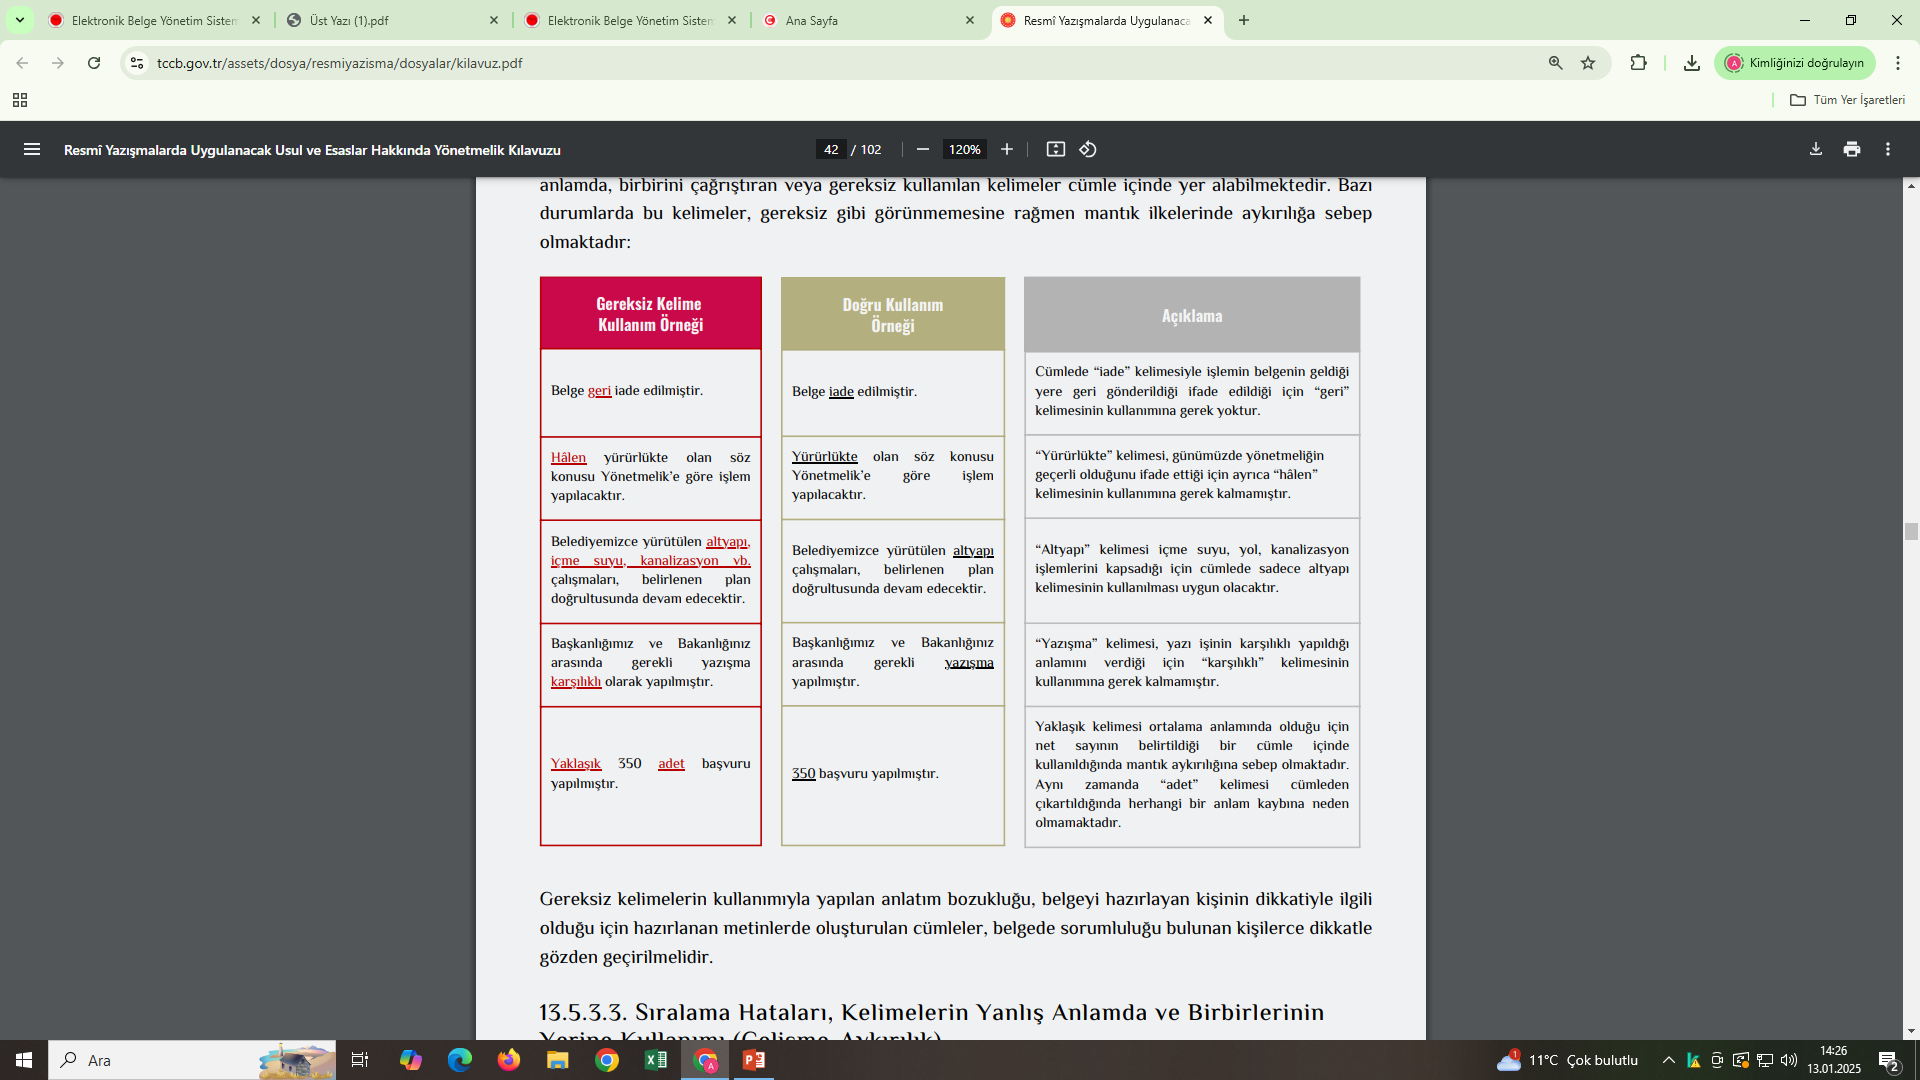 Elektronik Belge Yönetim Sistem
Üst Yazı (1).pdf
Elektronik Belge Yönetim Sistem
Ana Sayfa
Resmî Yazışmalarda Uygulanaca
tccb.gov.tr/assets/dosya/resmiyazisma/dosyalar/kilavuz.pdf
A
Kimliğinizi doğrulayın
Tüm Yer İşaretleri
Resmî Yazışmalarda Uygulanacak Usul ve Esaslar Hakkında Yönetmelik Kılavuzu
42 / 102
120%
anlamda, birbirini çağrıştıran veya gereksiz kullanılan kelimeler cümle içinde yer alabilmektedir. Bazı
durumlarda bu kelimeler, gereksiz gibi görünmemesine rağmen mantık ilkelerinde aykırılığa sebep
olmaktadır:
Gereksiz Kelime
Kullanım Örneği
Doğru Kullanım
Örneği
Açıklama
Belge geri iade edilmiştir.
Belge iade edilmiştir.
Cümlede “iade” kelimesiyle işlemin belgenin geldiği
yere geri gönderildiği ifade edildiği için “geri”
kelimesinin kullanımına gerek yoktur.
Hâlen yürürlükte olan söz
konusu Yönetmelik’e göre işlem
yapılacaktır.
Yürürlükte olan söz konusu
Yönetmelik’e göre işlem
yapılacaktır.
“Yürürlükte” kelimesi, günümüzde yönetmeliğin
geçerli olduğunu ifade ettiği için ayrıca “hâlen”
kelimesinin kullanımına gerek kalmamıştır.
Belediyemizce yürütülen altyapı,
içme suyu, kanalizasyon vb.
çalışmaları, belirlenen plan
doğrultusunda devam edecektir.
Belediyemizce yürütülen altyapı
çalışmaları, belirlenen plan
doğrultusunda devam edecektir.
“Altyapı” kelimesi içme suyu, yol, kanalizasyon
işlemlerini kapsadığı için cümlede sadece altyapı
kelimesinin kullanılması uygun olacaktır.
Başkanlığımız ve Bakanlığınız
arasında gerekli yazışma
karşılıklı olarak yapılmıştır.
Başkanlığımız ve Bakanlığınız
arasında gerekli yazışma
yapılmıştır.
“Yazışma” kelimesi, yazı işinin karşılıklı yapıldığı
anlamını verdiği için “karşılıklı” kelimesinin
kullanımına gerek kalmamıştır.
Yaklaşık 350 adet başvuru
yapılmıştır.
350 başvuru yapılmıştır.
Yaklaşık kelimesi ortalama anlamında olduğu için
net sayının belirtildiği bir cümle içinde
kullanıldığında mantık aykırılığına sebep olmaktadır.
Aynı zamanda “adet” kelimesi cümleden
çıkartıldığında herhangi bir anlam kaybına neden
olmamaktadır.
Gereksiz kelimelerin kullanımıyla yapılan anlatım bozukluğu, belgeyi hazırlayan kişinin dikkatiyle ilgili
olduğu için hazırlanan metinlerde oluşturulan cümleler, belgede sorumluluğu bulunan kişilerce dikkatle
gözden geçirilmelidir.
13.5.3.3. Sıralama Hataları, Kelimelerin Yanlış Anlamda ve Birbirlerinin
Yerine Kullanımı (Çelişme, Aykırılık)
Ara
1
11°C Çok bulutlu
14:26
13.01.2025
2